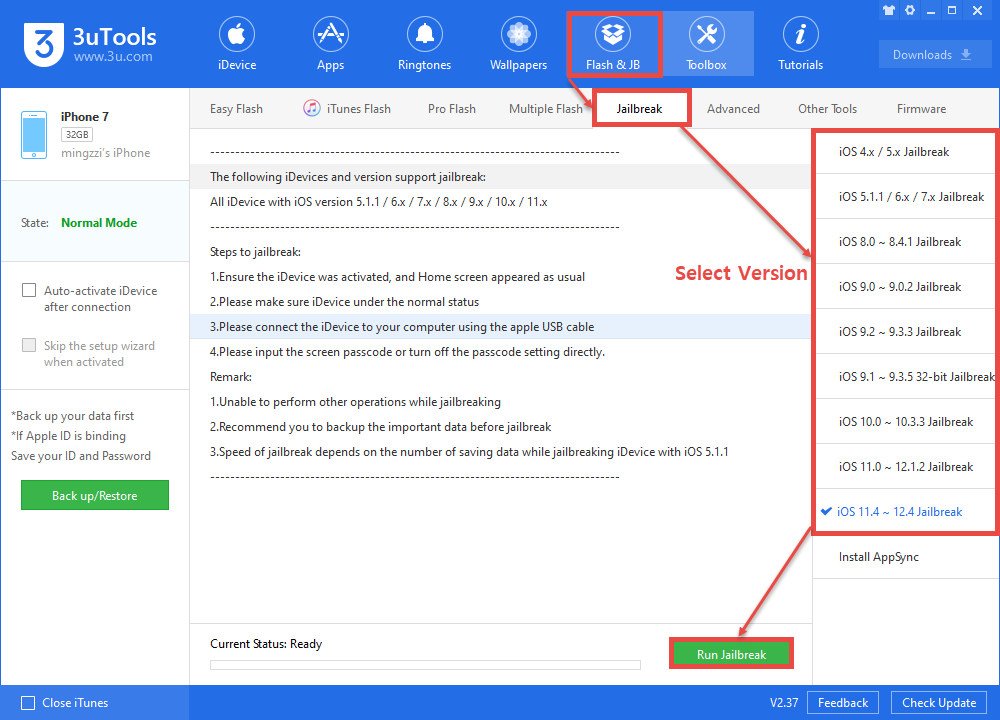 3uTools
www.3u.com
iDevice
Apps
Ringtones
Wallpapers
Flash & JB
Toolbox
Tutorials
Downloads
iPhone 7
32GB
mingzzi's iPhone
State: Normal Mode
Auto-activate iDevice
after connection
Skip the setup wizard
when activated
*Back up your data first
*If Apple ID is binding
Save your ID and Password
Back up/Restore
Easy Flash
iTunes Flash
Pro Flash
Multiple Flash
Jailbreak
Advanced
Other Tools
Firmware
The following iDevices and version support jailbreak:
All iDevice with iOS version 5.1.1 / 6.x / 7.x / 8.x / 9.x / 10.x / 11.x
Steps to jailbreak:
1.Ensure the iDevice was activated, and Home screen appeared as usual
2.Please make sure iDevice under the normal status
3.Please connect the iDevice to your computer using the apple USB cable
4.Please input the screen passcode or turn off the passcode setting directly.
Remark:
1.Unable to perform other operations while jailbreaking
2.Recommend you to backup the important data before jailbreak
3.Speed of jailbreak depends on the number of saving data while jailbreaking iDevice with iOS 5.1.1
Select Version
iOS 4.x / 5.x Jailbreak
iOS 5.1.1 / 6.x / 7.x Jailbreak
iOS 8.0 ~ 8.4.1 Jailbreak
iOS 9.0 ~ 9.0.2 Jailbreak
iOS 9.2 ~ 9.3.3 Jailbreak
iOS 9.1 ~ 9.3.5 32-bit Jailbreak
iOS 10.0 ~ 10.3.3 Jailbreak
iOS 11.0 ~ 12.1.2 Jailbreak
iOS 11.4 ~ 12.4 Jailbreak
Install AppSync
Current Status: Ready
Run Jailbreak
Close iTunes
V2.37
Feedback
Check Update